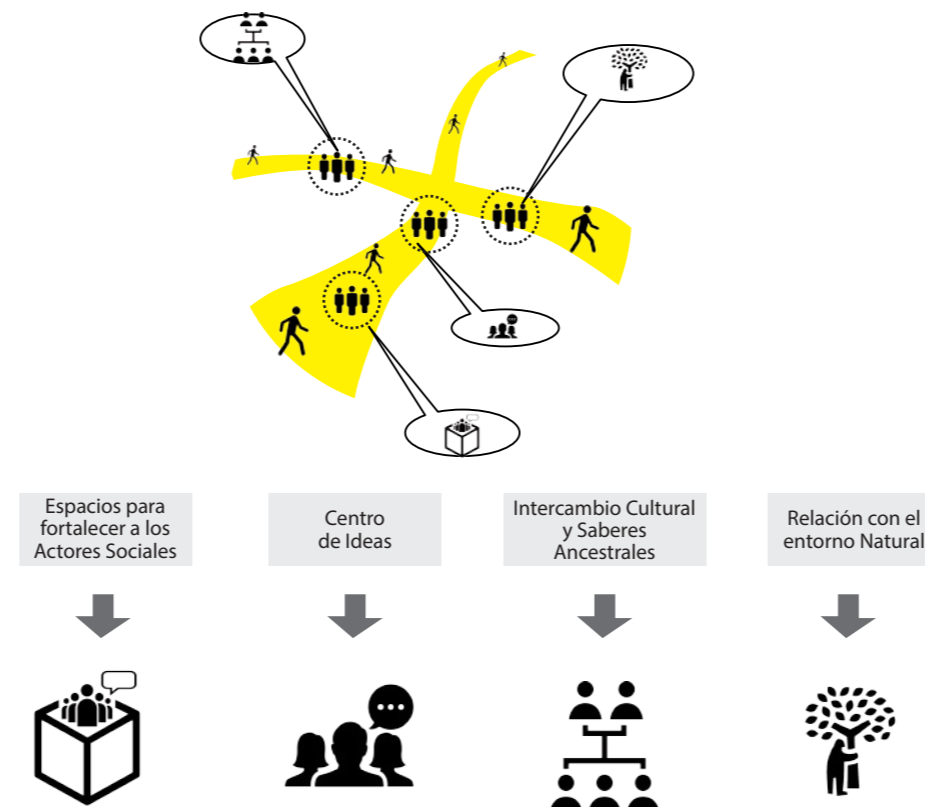 Espacios para
fortalecer a los
Actores Sociales
Centro
de Ideas
Intercambio Cultural
y Saberes
Ancestrales
Relación con el
entorno Natural